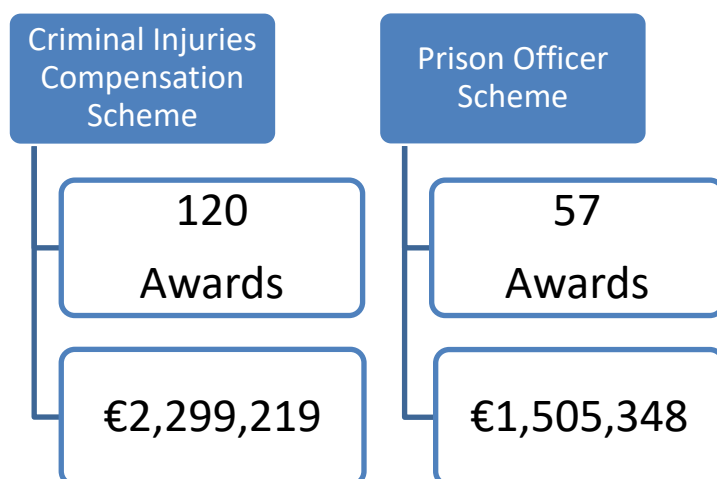 Criminal Injuries
Compensation
Scheme
120
Awards
€2,299,219
Prison Officer
Scheme
57
Awards
€1,505,348